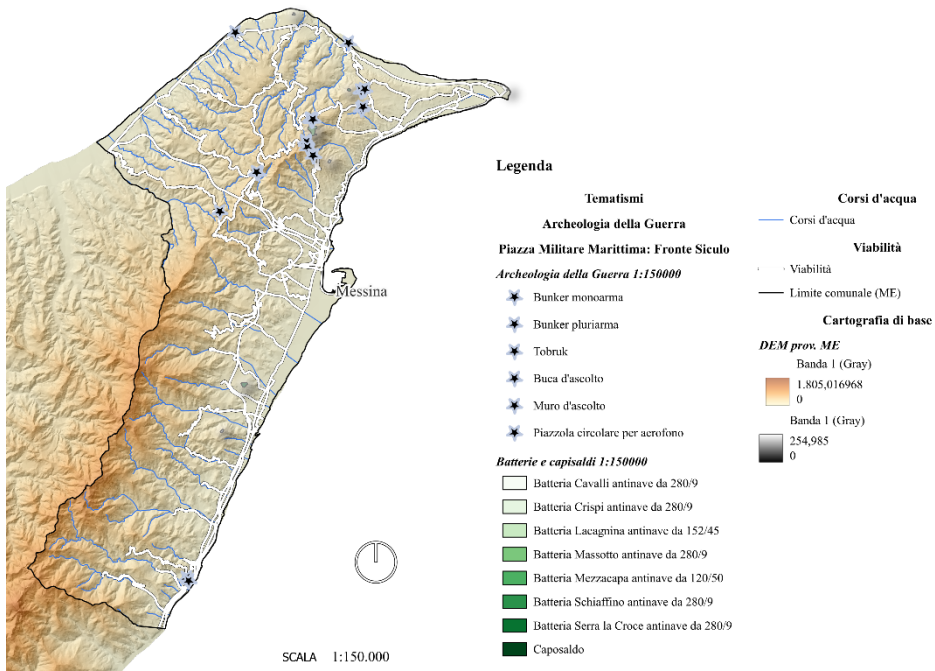 Messina
SCALA 1:150.000
Legenda
Tematismi
Archeologia della Guerra
Piazza Militare Marittima: Fronte Siculo
Archeologia della Guerra 1:150000
Bunker monoarma
Bunker pluriarma
Tobruk
Buca d'ascolto
Muro d'ascolto
Piazzola circolare per aerofono
Batterie e capisaldi 1:150000
Batteria Cavalli antinave da 280/9
Batteria Crispi antinave da 280/9
Batteria Lacagnina antinave da 152/45
Batteria Massotto antinave da 280/9
Batteria Mezzacapa antinave da 120/50
Batteria Schiaffino antinave da 280/9
Batteria Serra la Croce antinave da 280/9
Caposaldo
Corsi d'acqua
Corsi d'acqua
Viabilità
Viabilità
Limite comunale (ME)
Cartografia di base
DEM prov. ME
Banda 1 (Gray)
1.805,016968
0
Banda 1 (Gray)
254,985
0